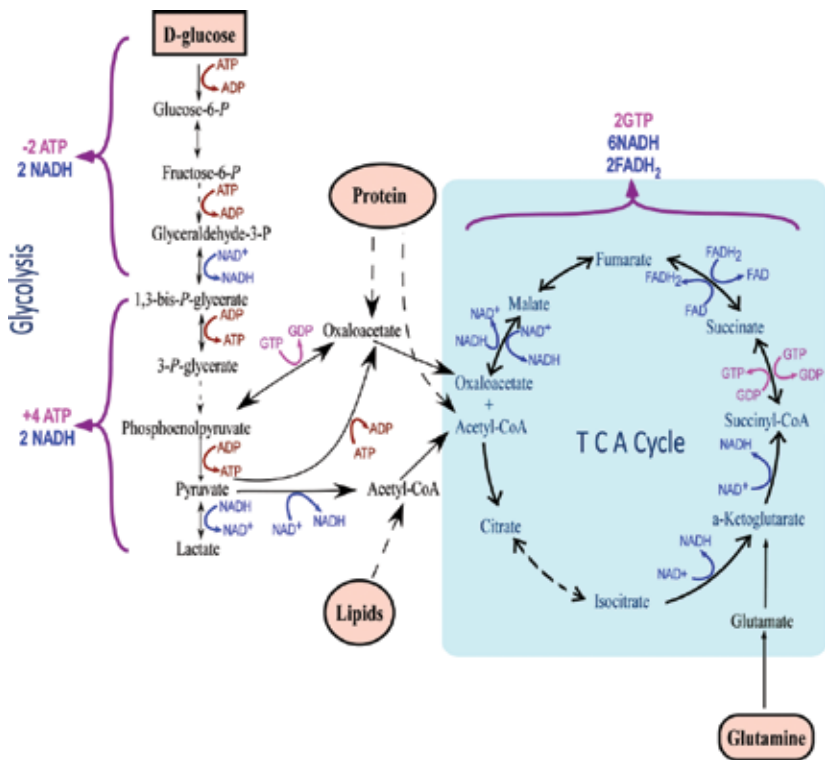 D-glucose
ATP
ADP
Glucose-6-P
-2 ATP
2 NADH
Fructose-6-P
ATP
ADP
Glyceraldehyde-3-P
NAD⁺
NADH
Glycolysis
1,3-bis-P-glycerate
ADP
ATP
3-P-glycerate
+4 ATP
2 NADH
Phosphoenolpyruvate
ADP
ATP
Pyruvate
NADH
NAD⁺
Lactate
GTP
GDP
Oxaloacetate
Protein
ADP
ATP
NAD⁺
NADH
Acetyl-CoA
Lipids
2GTP
6NADH
2FADH₂
Fumarate
FADH₂
FADH₂
FAD
FAD
Malate
NAD⁺
NADH
NAD⁺
NADH
Succinate
GTP
GTP
GDP
GDP
Oxaloacetate
+
Acetyl-CoA
Succinyl-CoA
T C A Cycle
NADH
NAD⁺
Citrate
a-Ketoglutarate
NADH
NAD+
Isocitrate
Glutamate
Glutamine